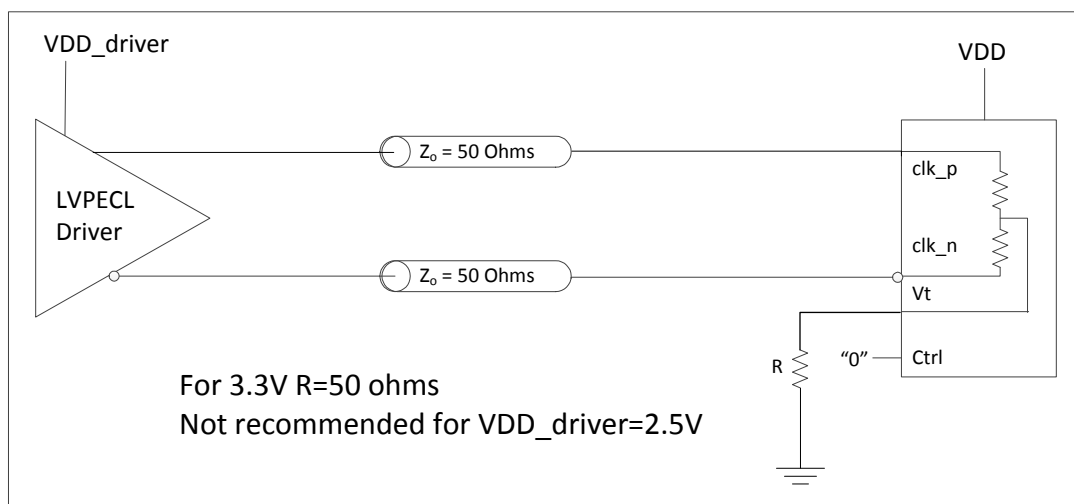 VDD_driver
VDD
LVPECL
Driver
Zo = 50 Ohms
clk_p
clk_n
Zo = 50 Ohms
Vt
R
“0”
Ctrl
For 3.3V R=50 ohms
Not recommended for VDD_driver=2.5V